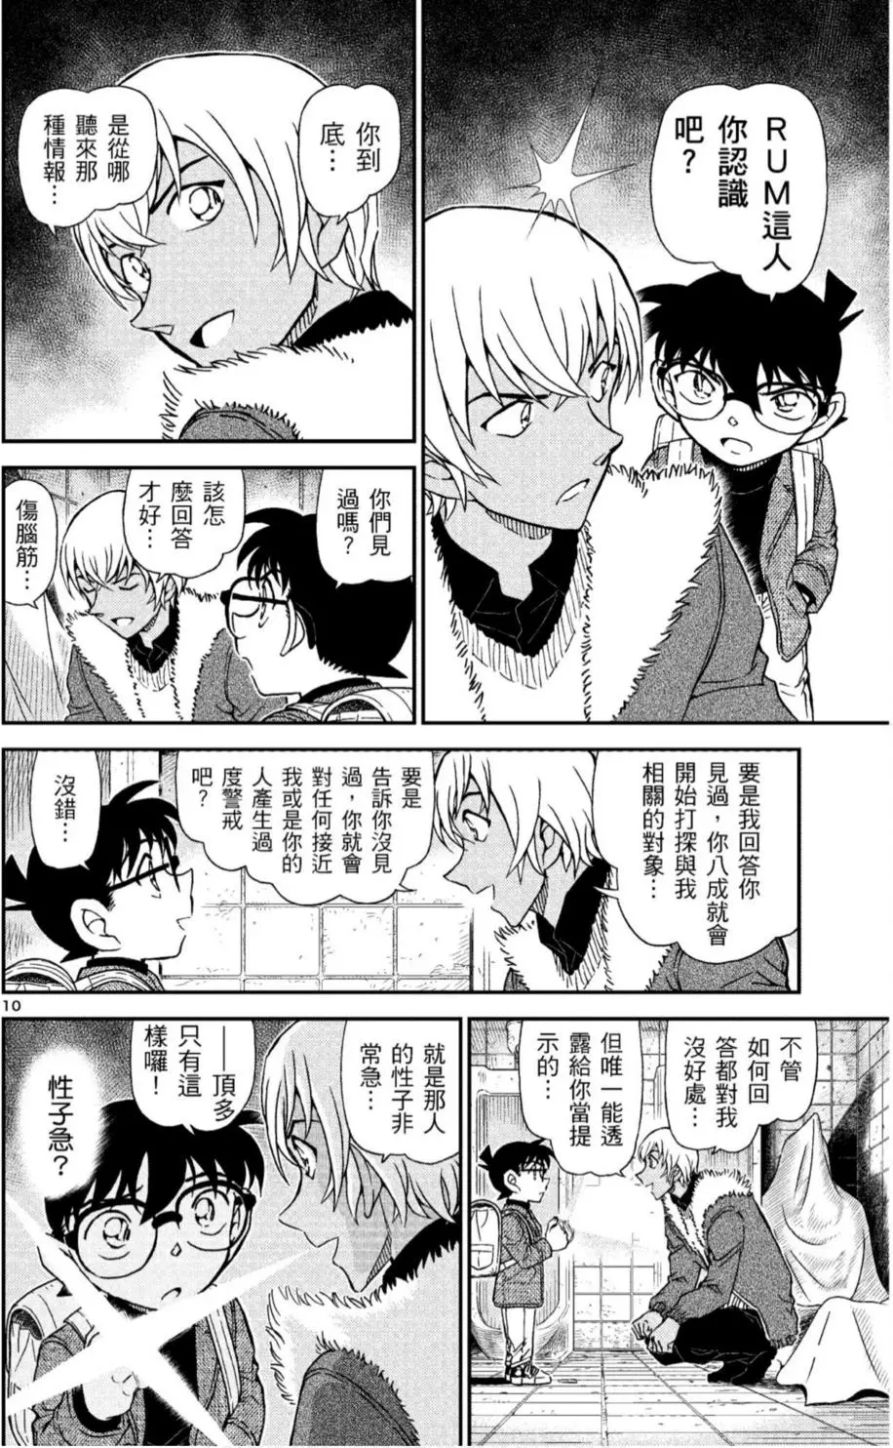 ＲＵＭ這人
你認識
吧？
你到
底…
是從哪
聽來那
種情報…
你們見
過嗎？
該怎
麼回答
才好…
傷腦筋…
要是我回答你
見過，你八成就會
開始打探與我
相關的對象…
要是
告訴你沒見
過，你就會
對任何接近
我或是你的
人產生過
度警戒
吧？
沒錯…
10
不管
如何回
答都對我
沒好處…
但唯一能透
露給你當提
示的…
就是那人
的性子非
常急…
──頂多
只有這
樣囉！
性子急？